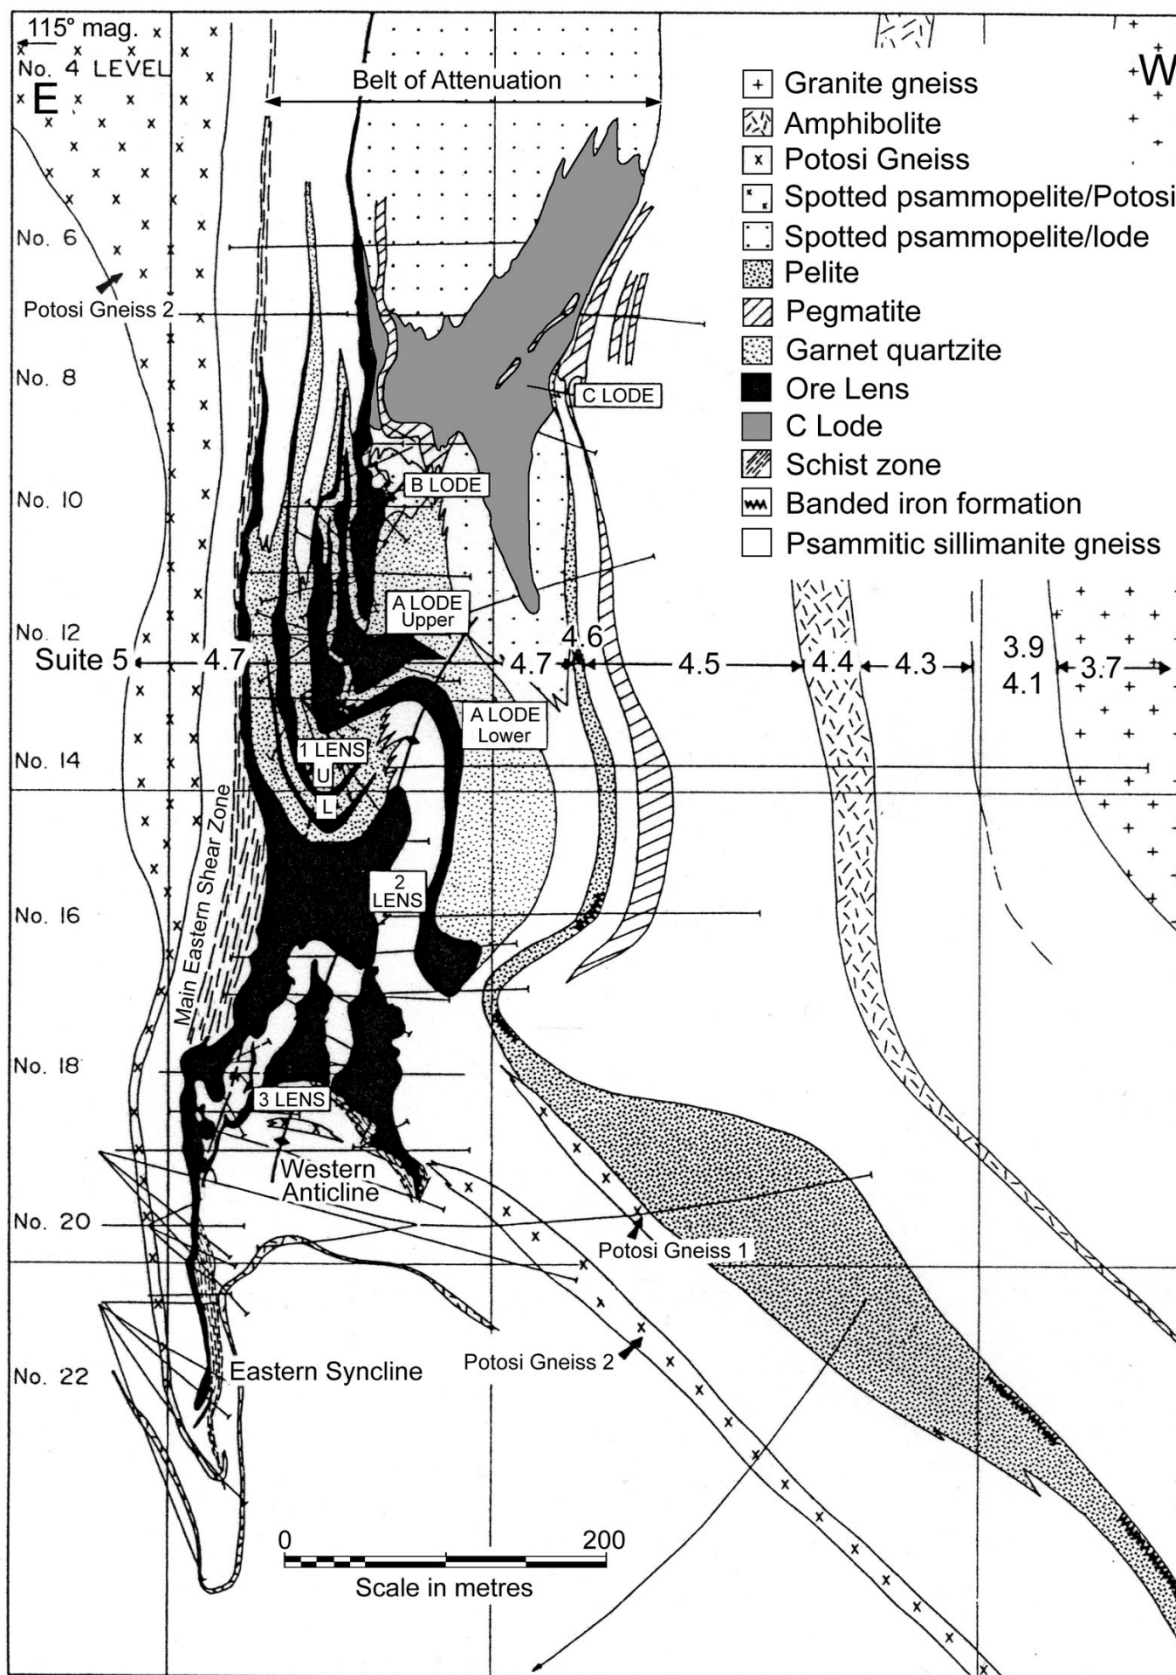 115° mag.
No. 4 LEVEL
E
W
Belt of Attenuation
Granite gneiss
Amphibolite
Potosi Gneiss
Spotted psammopelite/Potosi
Spotted psammopelite/lode
Pelite
Pegmatite
Garnet quartzite
Ore Lens
C Lode
Schist zone
Banded iron formation
Psammitic sillimanite gneiss
No. 6
Potosi Gneiss 2
No. 8
C LODE
No. 10
B LODE
A LODE
Upper
No. 12
Suite 5
4.7
4.7
4.6
4.5
4.4
4.3
3.9
4.1
3.7
A LODE
Lower
1 LENS
U
L
No. 14
Main Eastern Shear Zone
2
LENS
No. 16
No. 18
3 LENS
Western
Anticline
No. 20
Potosi Gneiss 1
Potosi Gneiss 2
No. 22
Eastern Syncline
0
200
Scale in metres